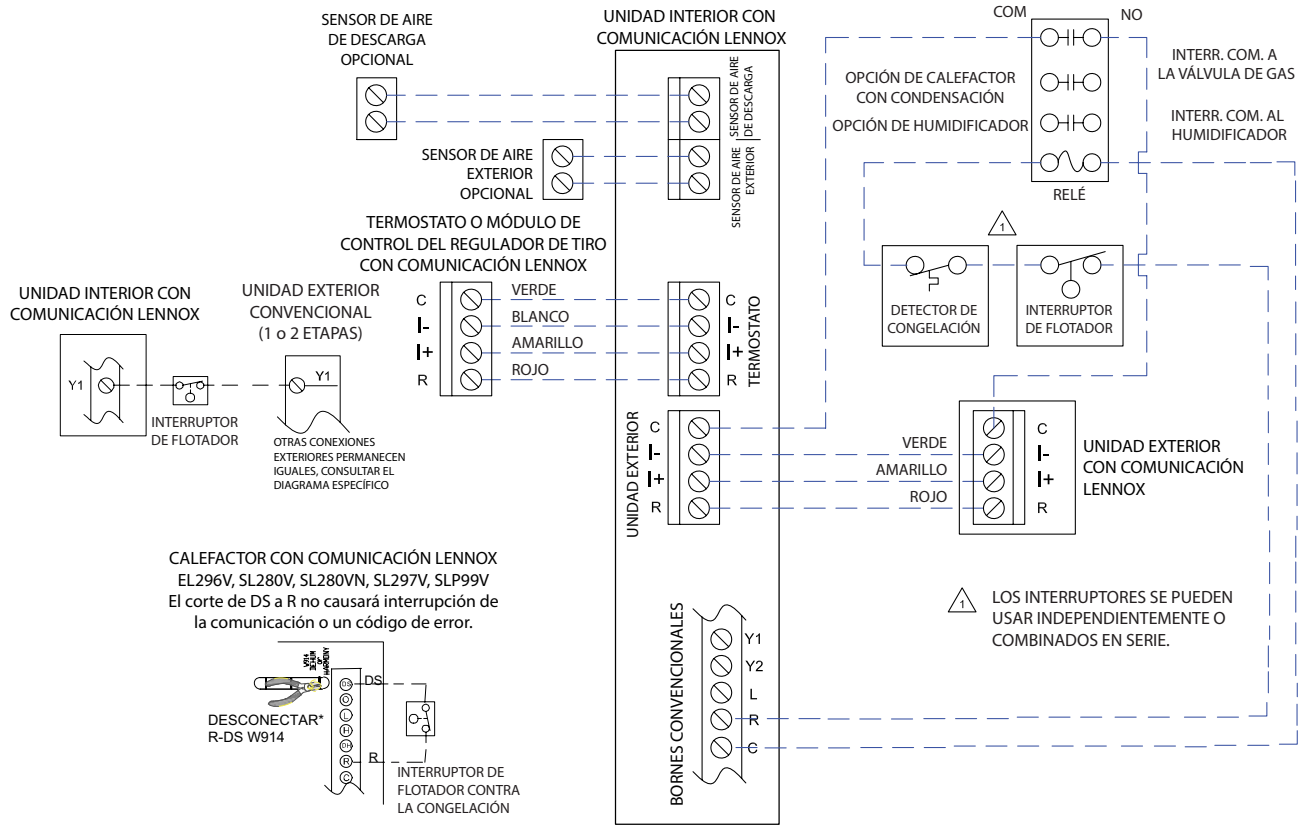 SENSOR DE AIRE
DE DESCARGA
OPCIONAL
UNIDAD INTERIOR CON
COMUNICACIÓN LENNOX
SENSOR DE AIRE
DE DESCARGA
SENSOR DE AIRE
EXTERIOR
SENSOR DE AIRE
EXTERIOR
OPCIONAL
COM
NO
OPCIÓN DE CALEFACTOR
CON CONDENSACIÓN
OPCIÓN DE HUMIDIFICADOR
INTERR. COM. A
LA VÁLVULA DE GAS
INTERR. COM. AL
HUMIDIFICADOR
RELÉ
1
DETECTOR DE
CONGELACIÓN
INTERRUPTOR
DE FLOTADOR
TERMOSTATO O MÓDULO DE
CONTROL DEL REGULADOR DE TIRO
CON COMUNICACIÓN LENNOX
C
I-
I+
R
VERDE
BLANCO
AMARILLO
ROJO
C
I-
I+
R
TERMOSTATO
UNIDAD INTERIOR CON
COMUNICACIÓN LENNOX
Y1
INTERRUPTOR
DE FLOTADOR
UNIDAD EXTERIOR
CONVENCIONAL
(1 o 2 ETAPAS)
Y1
OTRAS CONEXIONES
EXTERIORES PERMANECEN
IGUALES, CONSULTAR EL
DIAGRAMA ESPECÍFICO
UNIDAD EXTERIOR
C
I-
I+
R
VERDE
AMARILLO
ROJO
C
I-
I+
R
UNIDAD EXTERIOR
CON COMUNICACIÓN
LENNOX
CALEFACTOR CON COMUNICACIÓN LENNOX
EL296V, SL280V, SL280VN, SL297V, SLP99V
El corte de DS a R no causará interrupción de
la comunicación o un código de error.
W914
DEHUM
OR
HARMONY
DS
O
L
H
DH
R
C
DS
R
DESCONECTAR*
R-DS W914
INTERRUPTOR DE
FLOTADOR CONTRA
LA CONGELACIÓN
BORNES CONVENCIONALES
Y1
Y2
L
R
C
1
LOS INTERRUPTORES SE PUEDEN
USAR INDEPENDIENTEMENTE O
COMBINADOS EN SERIE.